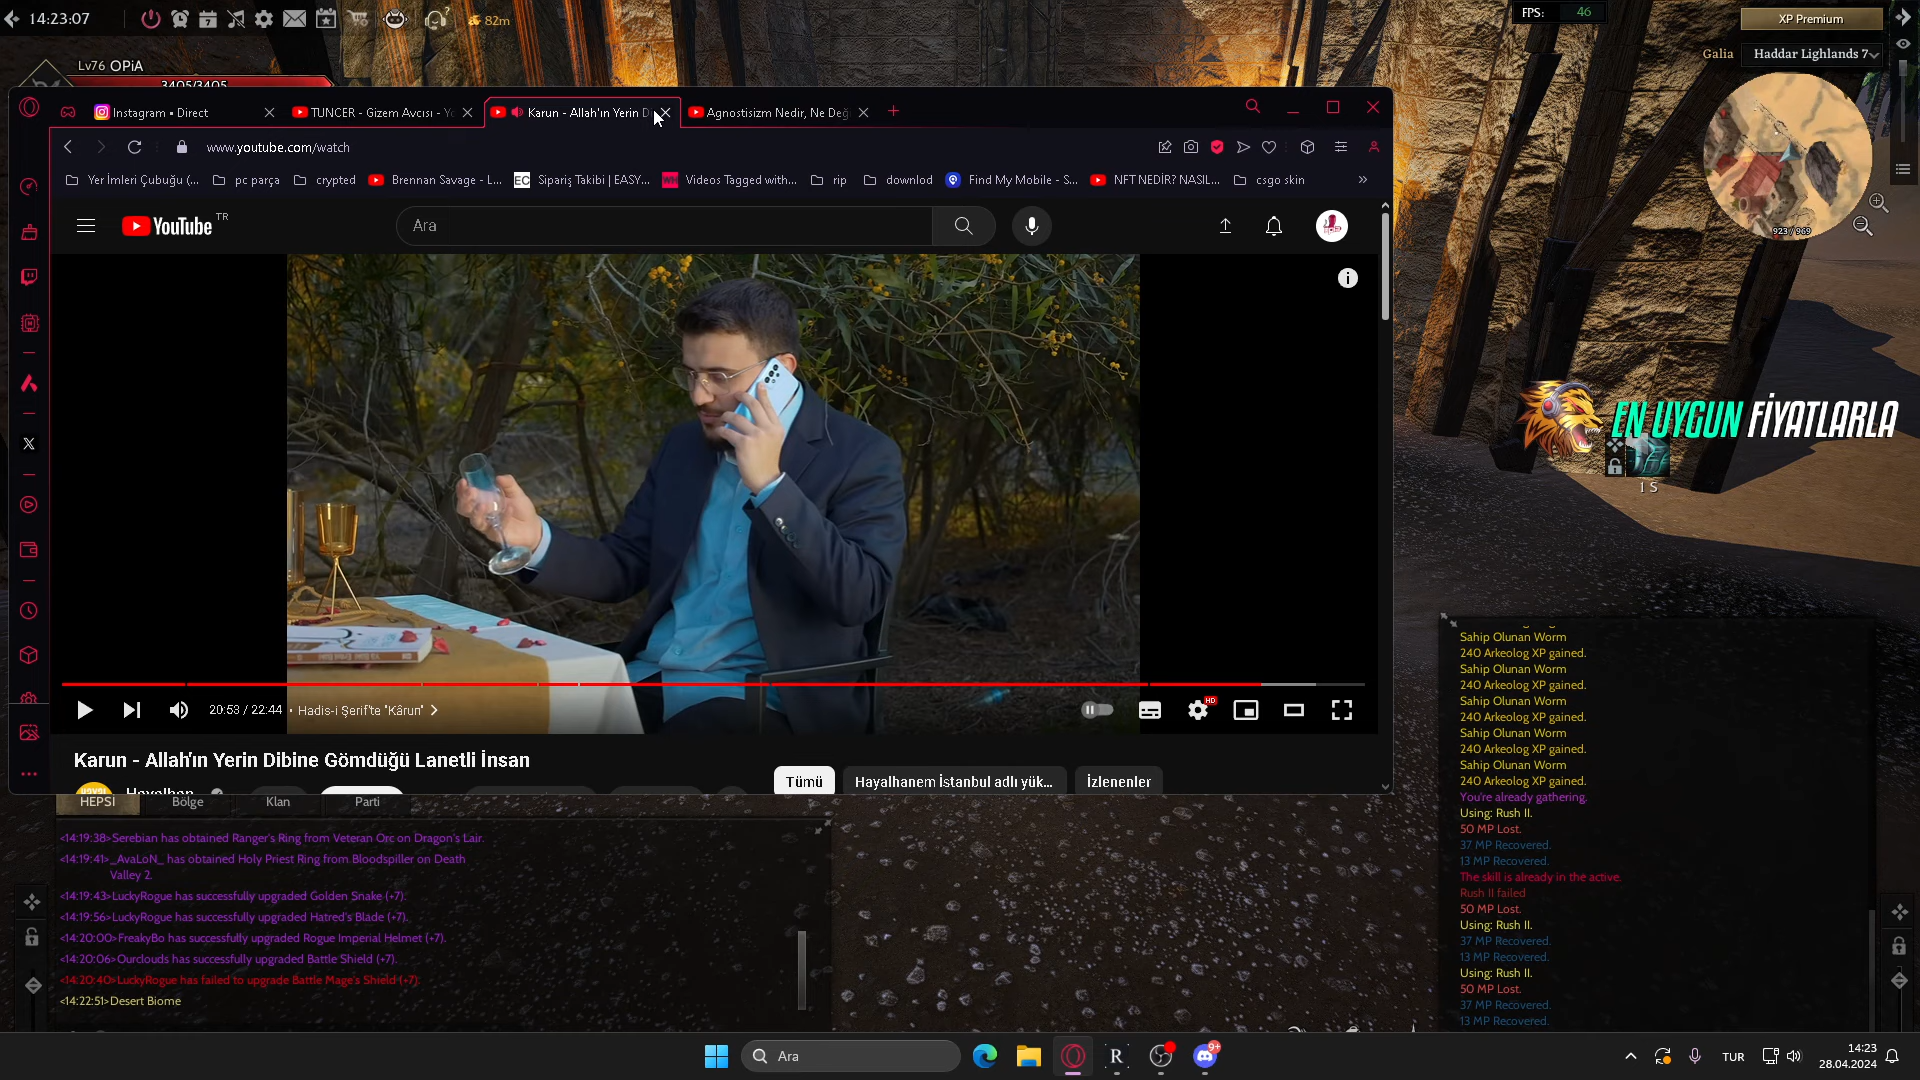 14:23:07
82m
FPS: 46
XP Premium
Galia
Haddar Lighlands 7
Lv76 OPiA
3405/3405
Instagram • Direct
TUNCER - Gizem Avcısı - Yo
Karun - Allah'ın Yerin D
Agnostisizm Nedir, Ne Deği
www.youtube.com/watch
Yer İmleri Çubuğu (...
pc parça
crypted
Brennan Savage - L...
Sipariş Takibi | EASY...
Videos Tagged with...
rip
downlod
Find My Mobile - S...
NFT NEDİR? NASIL...
csgo skin
923 / 969
YouTube TR
Ara
EN UYGUN FİYATLARLA
1 S
20:53 / 22:44 • Hadis-i Şerif'te "Kârun"
HD
Karun - Allah'ın Yerin Dibine Gömdüğü Lanetli İnsan
Hayalhan
Tümü
Hayalhanem İstanbul adlı yük...
İzlenenler
HEPSİ
Bölge
Klan
Parti
<14:19:38>Serebian has obtained Ranger's Ring from Veteran Orc on Dragon's Lair.
<14:19:41>_AvaLoN_ has obtained Holy Priest Ring from Bloodspiller on Death
Valley 2.
<14:19:43>LuckyRogue has successfully upgraded Golden Snake (+7).
<14:19:56>LuckyRogue has successfully upgraded Hatred's Blade (+7).
<14:20:00>FreakyBo has successfully upgraded Rogue Imperial Helmet (+7).
<14:20:06>Ourclouds has successfully upgraded Battle Shield (+7).
<14:20:40>LuckyRogue has failed to upgrade Battle Mage's Shield (+7).
<14:22:51>Desert Biome
Sahip Olunan Worm
240 Arkeolog XP gained.
Sahip Olunan Worm
240 Arkeolog XP gained.
Sahip Olunan Worm
240 Arkeolog XP gained.
Sahip Olunan Worm
240 Arkeolog XP gained.
Sahip Olunan Worm
240 Arkeolog XP gained.
You're already gathering.
Using: Rush II.
50 MP Lost.
37 MP Recovered.
13 MP Recovered.
The skill is already in the active.
Rush II failed
50 MP Lost.
Using: Rush II.
37 MP Recovered.
13 MP Recovered.
Using: Rush II.
50 MP Lost.
37 MP Recovered.
13 MP Recovered.
Ara
R
9+
TUR
14:23
28.04.2024